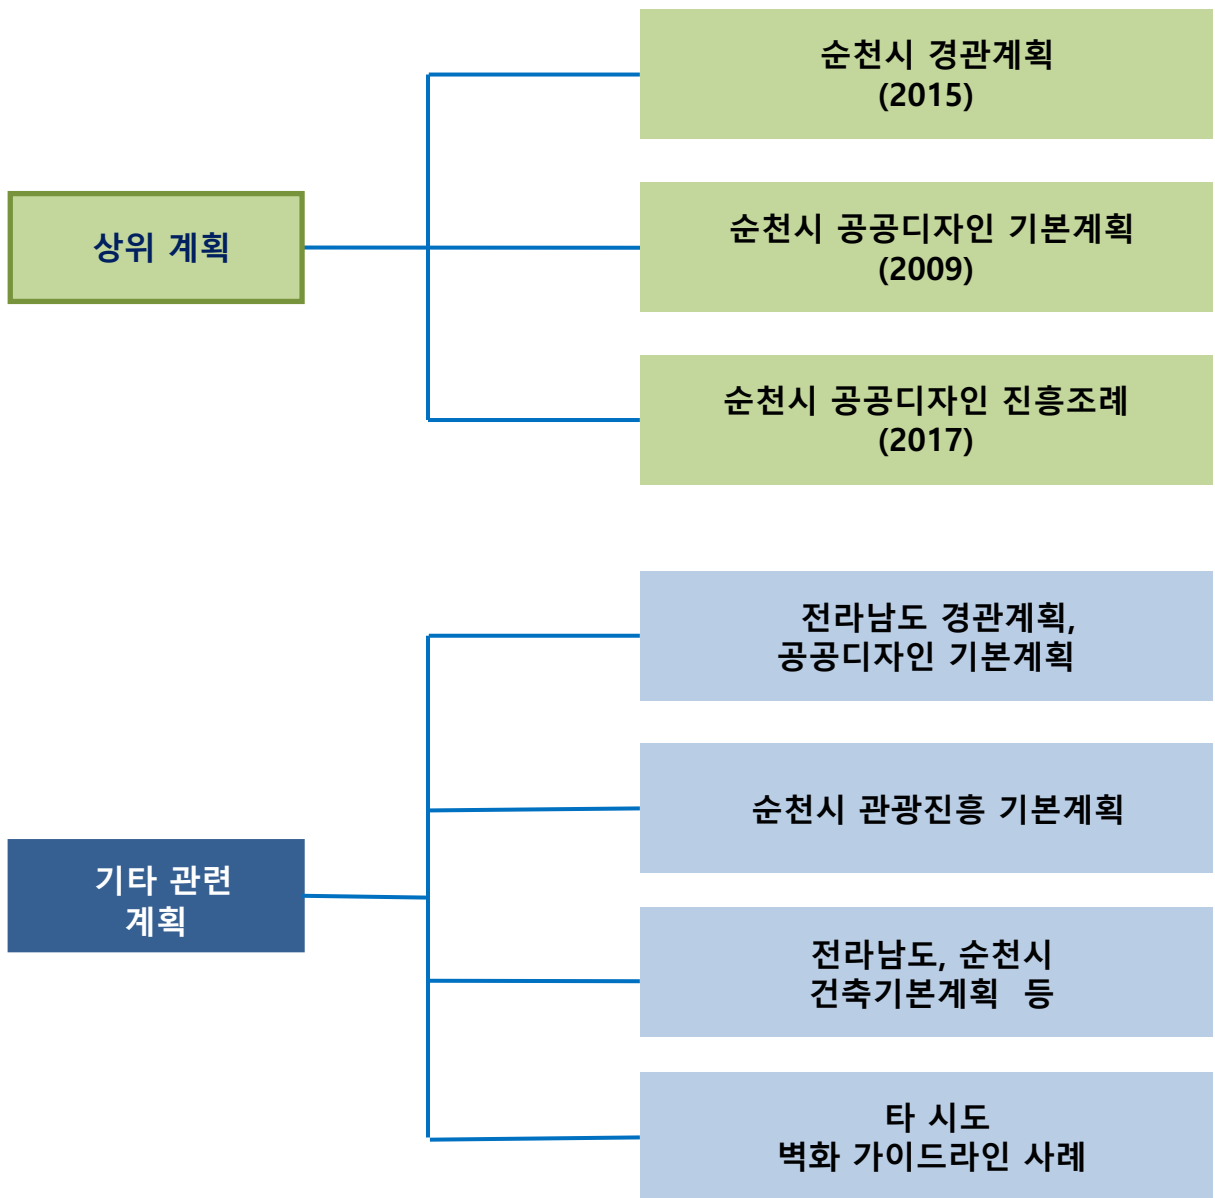 상위 계획
순천시 경관계획
(2015)
순천시 공공디자인 기본계획
(2009)
순천시 공공디자인 진흥조례
(2017)
기타 관련
계획
전라남도 경관계획,
공공디자인 기본계획
순천시 관광진흥 기본계획
전라남도, 순천시
건축기본계획 등
타 시도
벽화 가이드라인 사례